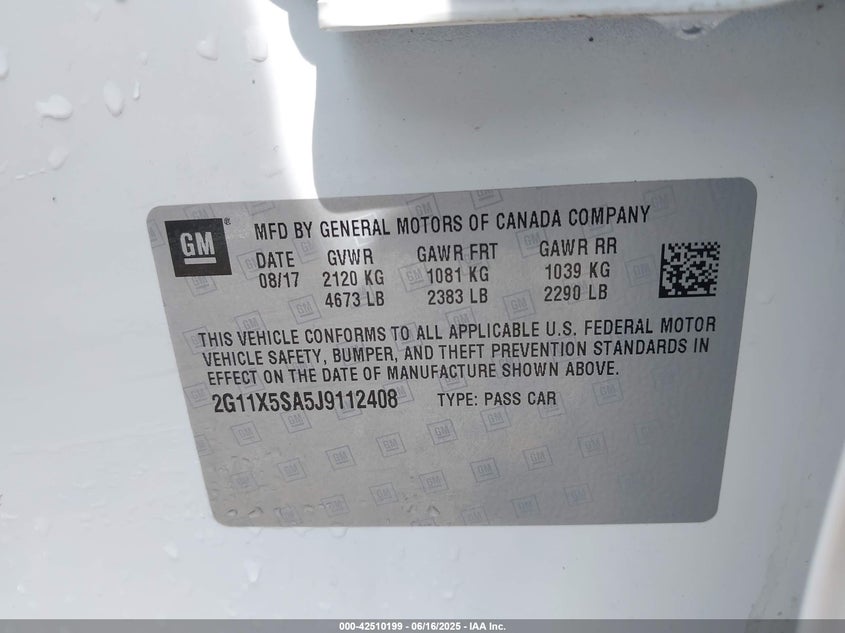 GM ® MFD BY GENERAL MOTORS OF CANADA COMPANY
DATE GVWR GAWR FRT GAWR RR
08/17 2120 KG 1081 KG 1039 KG
4673 LB 2383 LB 2290 LB
THIS VEHICLE CONFORMS TO ALL APPLICABLE U.S. FEDERAL MOTOR
VEHICLE SAFETY, BUMPER, AND THEFT PREVENTION STANDARDS IN
EFFECT ON THE DATE OF MANUFACTURE SHOWN ABOVE.
2G11X5SA5J9112408 TYPE: PASS CAR
000-42510199 - 06/16/2025 - IAA Inc.